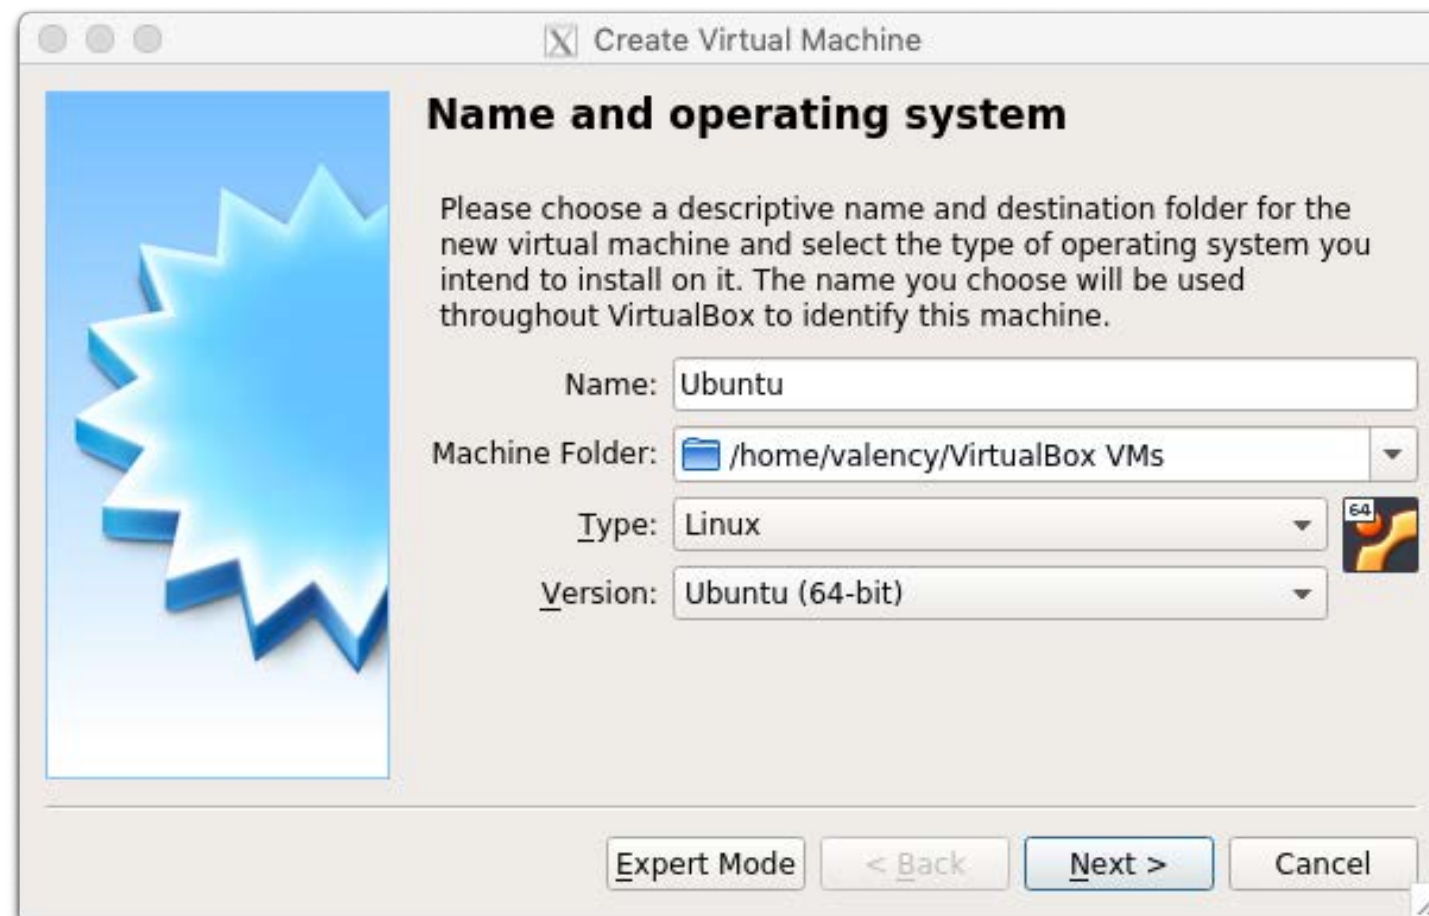 Create Virtual Machine
Name and operating system
Please choose a descriptive name and destination folder for the
new virtual machine and select the type of operating system you
intend to install on it. The name you choose will be used
throughout VirtualBox to identify this machine.
Name: Ubuntu
Machine Folder: /home/valency/VirtualBox VMs
Type: Linux
64
Version: Ubuntu (64-bit)
Expert Mode < Back Next > Cancel